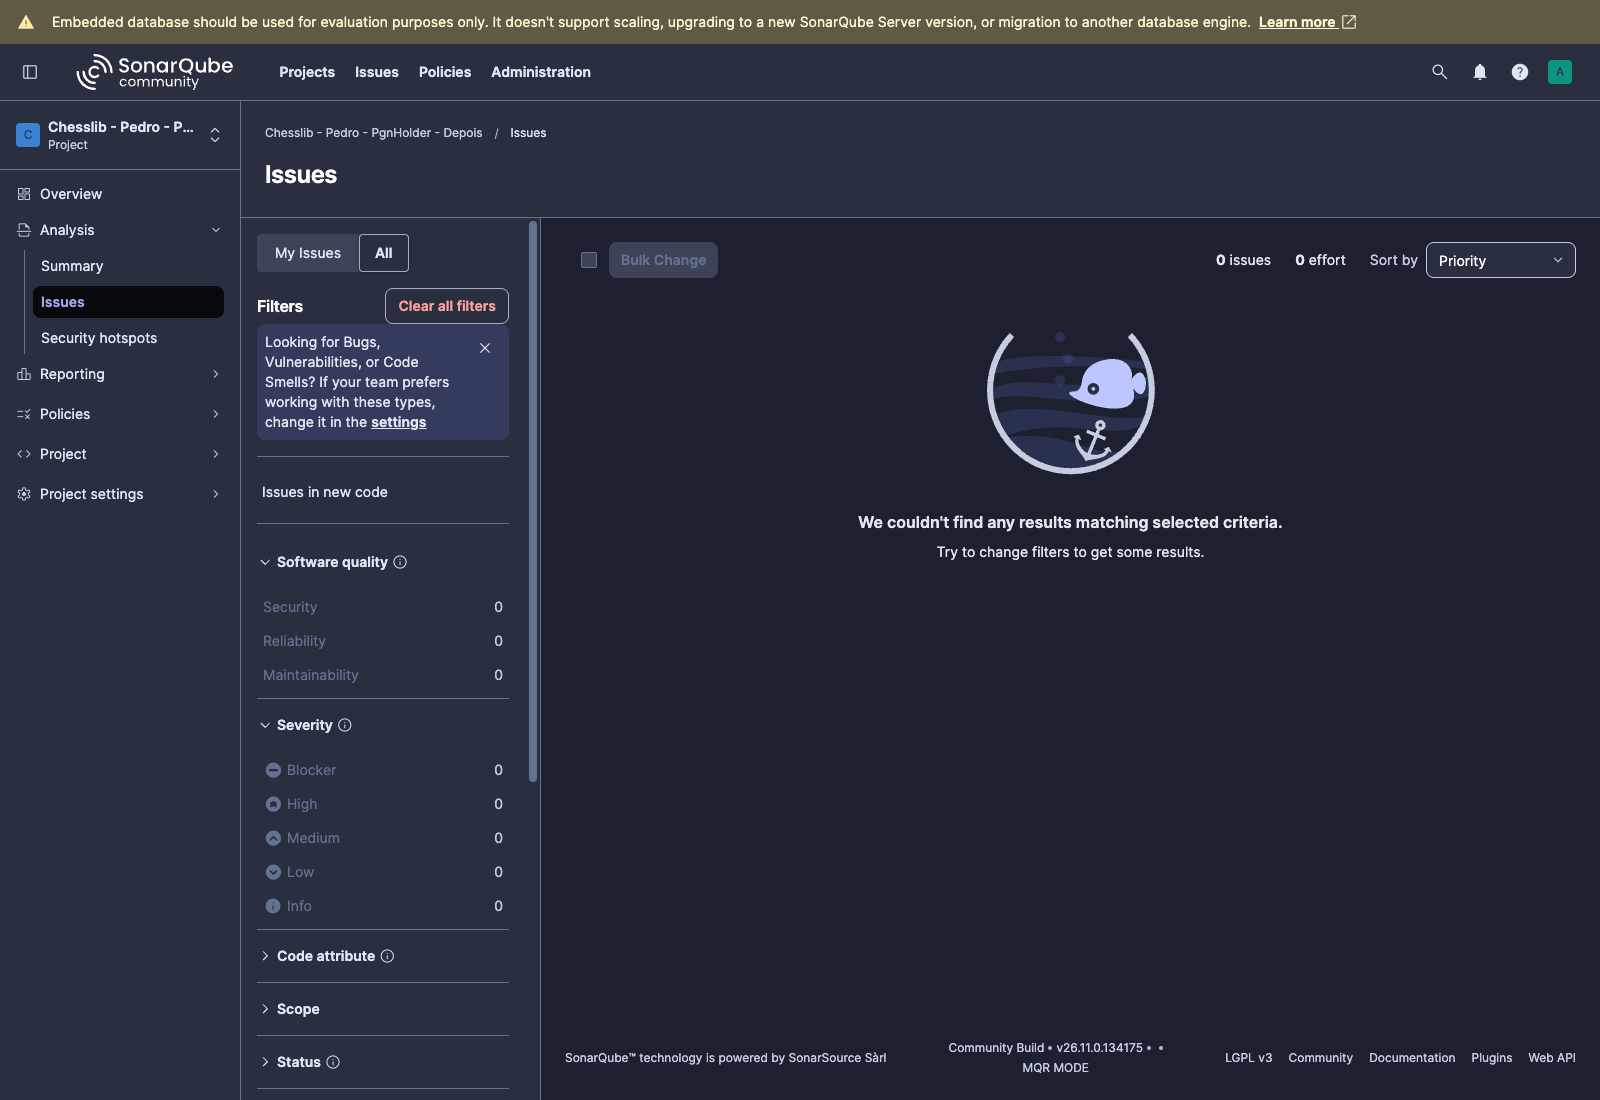 Embedded database should be used for evaluation purposes only. It doesn't support scaling, upgrading to a new SonarQube Server version, or migration to another database engine. Learn more
SonarQube
community
Projects
Issues
Policies
Administration
A
C
Chesslib - Pedro - P...
Project
Overview
Analysis
Summary
Issues
Security hotspots
Reporting
Policies
Project
Project settings
Chesslib - Pedro - PgnHolder - Depois / Issues
Issues
My Issues
All
Filters
Clear all filters
Looking for Bugs,
Vulnerabilities, or Code
Smells? If your team prefers
working with these types,
change it in the settings
Issues in new code
Software quality
Security 0
Reliability 0
Maintainability 0
Severity
Blocker 0
High 0
Medium 0
Low 0
Info 0
Code attribute
Scope
Status
Bulk Change
0 issues
0 effort
Sort by
Priority
We couldn't find any results matching selected criteria.
Try to change filters to get some results.
SonarQube™ technology is powered by SonarSource Sàrl
Community Build • v26.11.0.134175 • •
MQR MODE
LGPL v3
Community
Documentation
Plugins
Web API